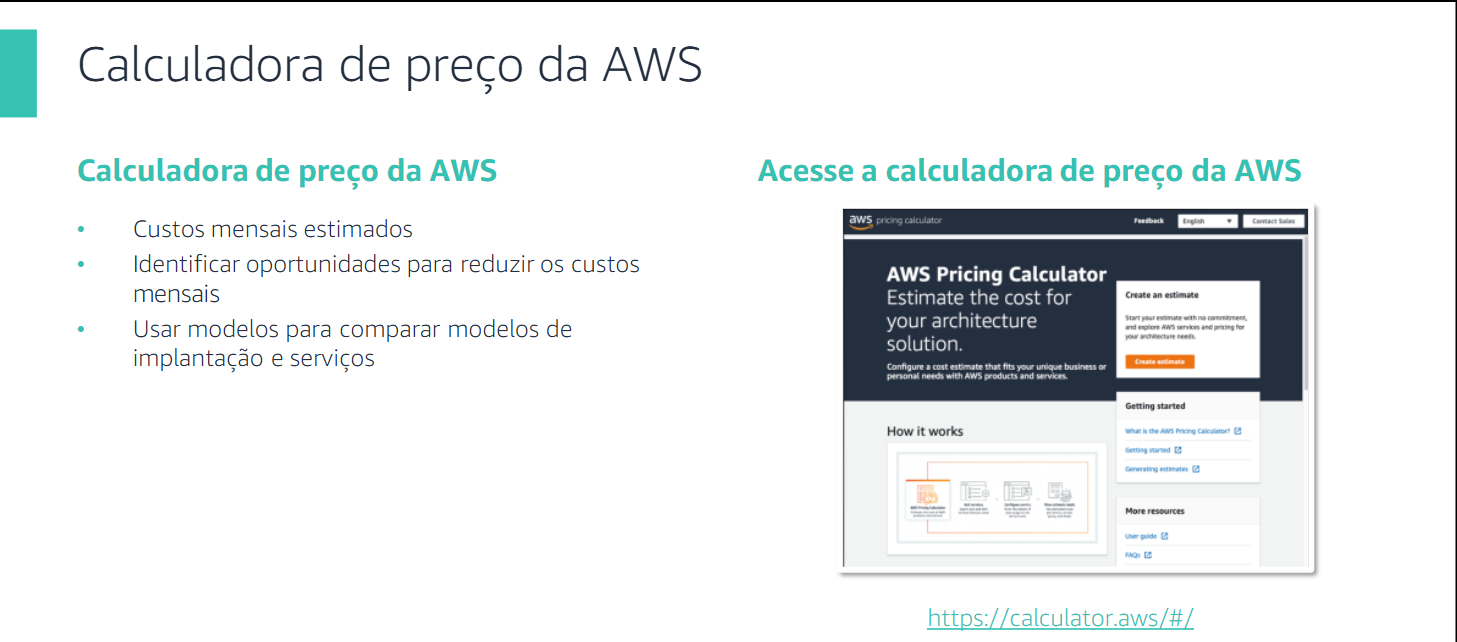 Calculadora de preço da AWS
Calculadora de preço da AWS
• Custos mensais estimados
• Identificar oportunidades para reduzir os custos
mensais
• Usar modelos para comparar modelos de
implantação e serviços
Acesse a calculadora de preço da AWS
aws pricing calculator
Feedback
English
Contact Sales
AWS Pricing Calculator
Estimate the cost for
your architecture
solution.
Configure a cost estimate that fits your unique business or
personal needs with AWS products and services.
Create an estimate
Start your estimate with no commitment,
and explore AWS services and pricing for
your architecture needs.
Create estimate
Getting started
What is the AWS Pricing Calculator?
Getting started
Generating estimates
How it works
AWS Pricing Calculator
More resources
User guide
FAQs
https://calculator.aws/#/